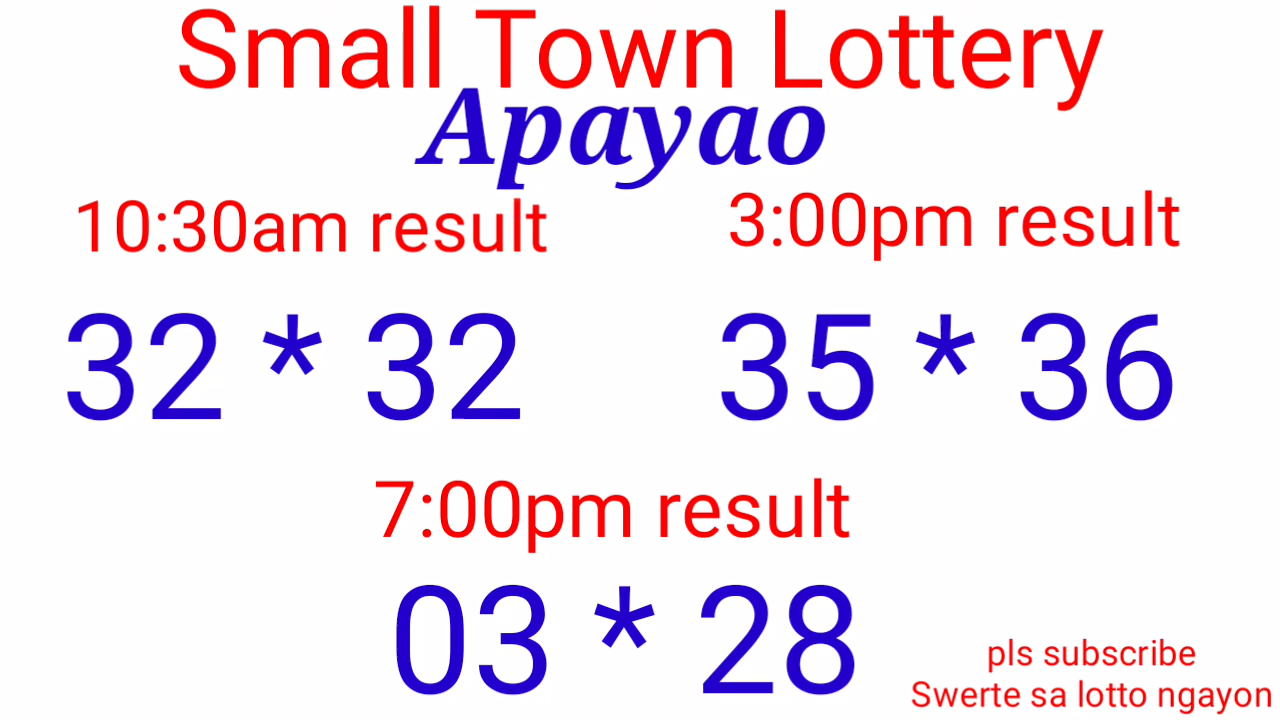 Small Town Lottery
Apayao
10:30am result
3:00pm result
32 * 32
35 * 36
7:00pm result
03 * 28
pls subscribe
Swerte sa lotto ngayon